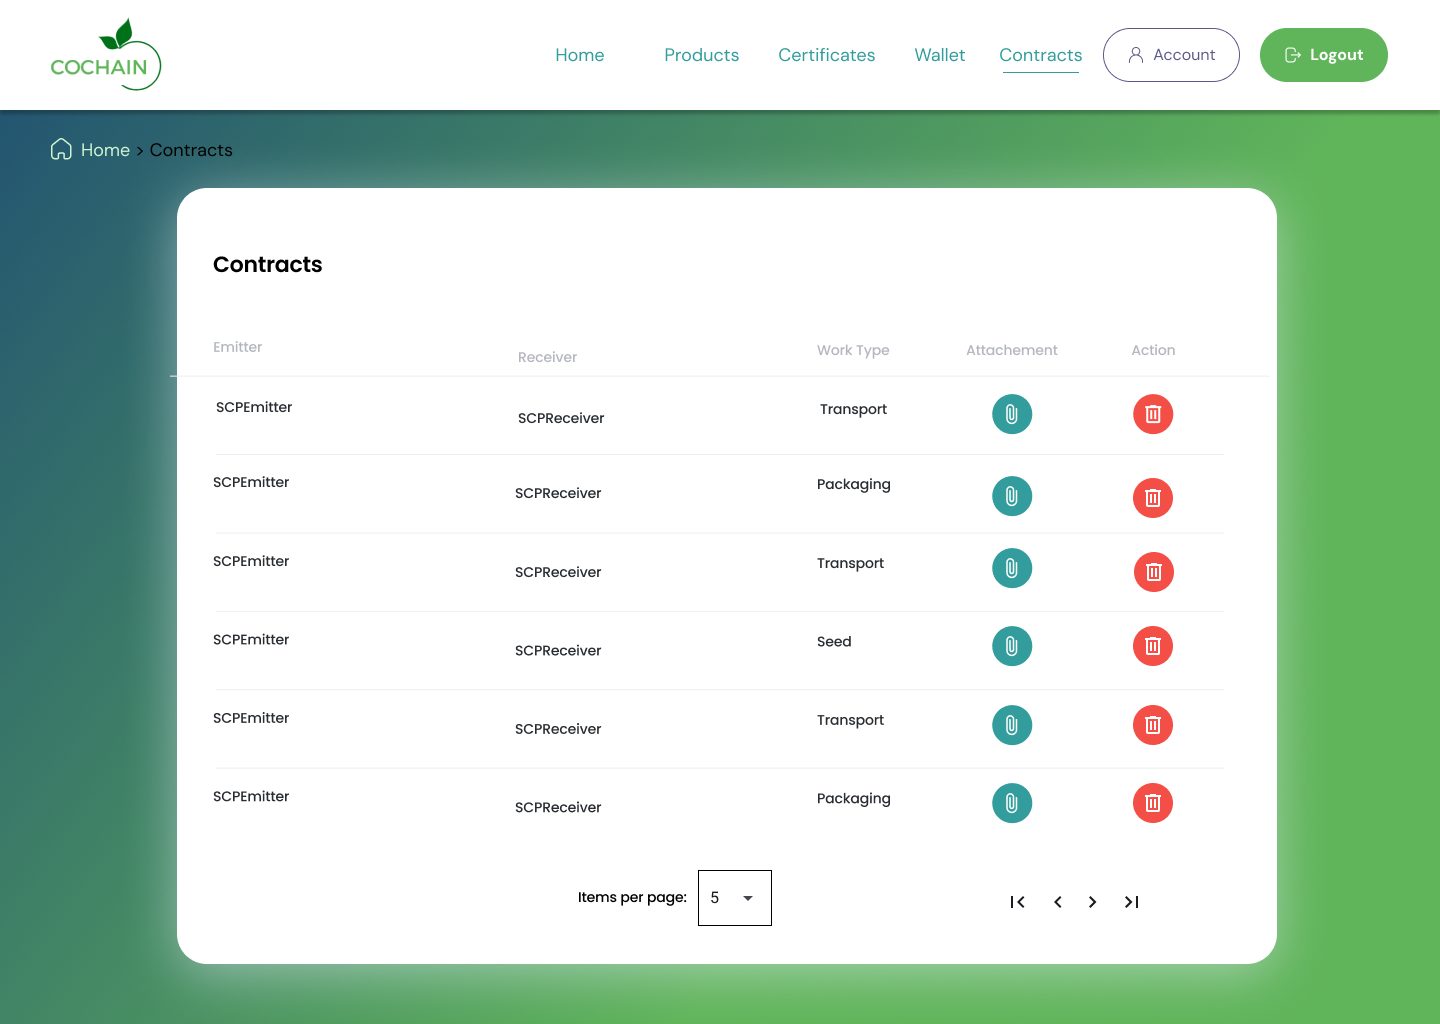 COCHAIN
Home Products Certificates Wallet Contracts Account Logout
Home > Contracts
Contracts
Emitter Receiver Work Type Attachement Action
SCPEmitter SCPReceiver Transport
SCPEmitter SCPReceiver Packaging
SCPEmitter SCPReceiver Transport
SCPEmitter SCPReceiver Seed
SCPEmitter SCPReceiver Transport
SCPEmitter SCPReceiver Packaging
Items per page: 5